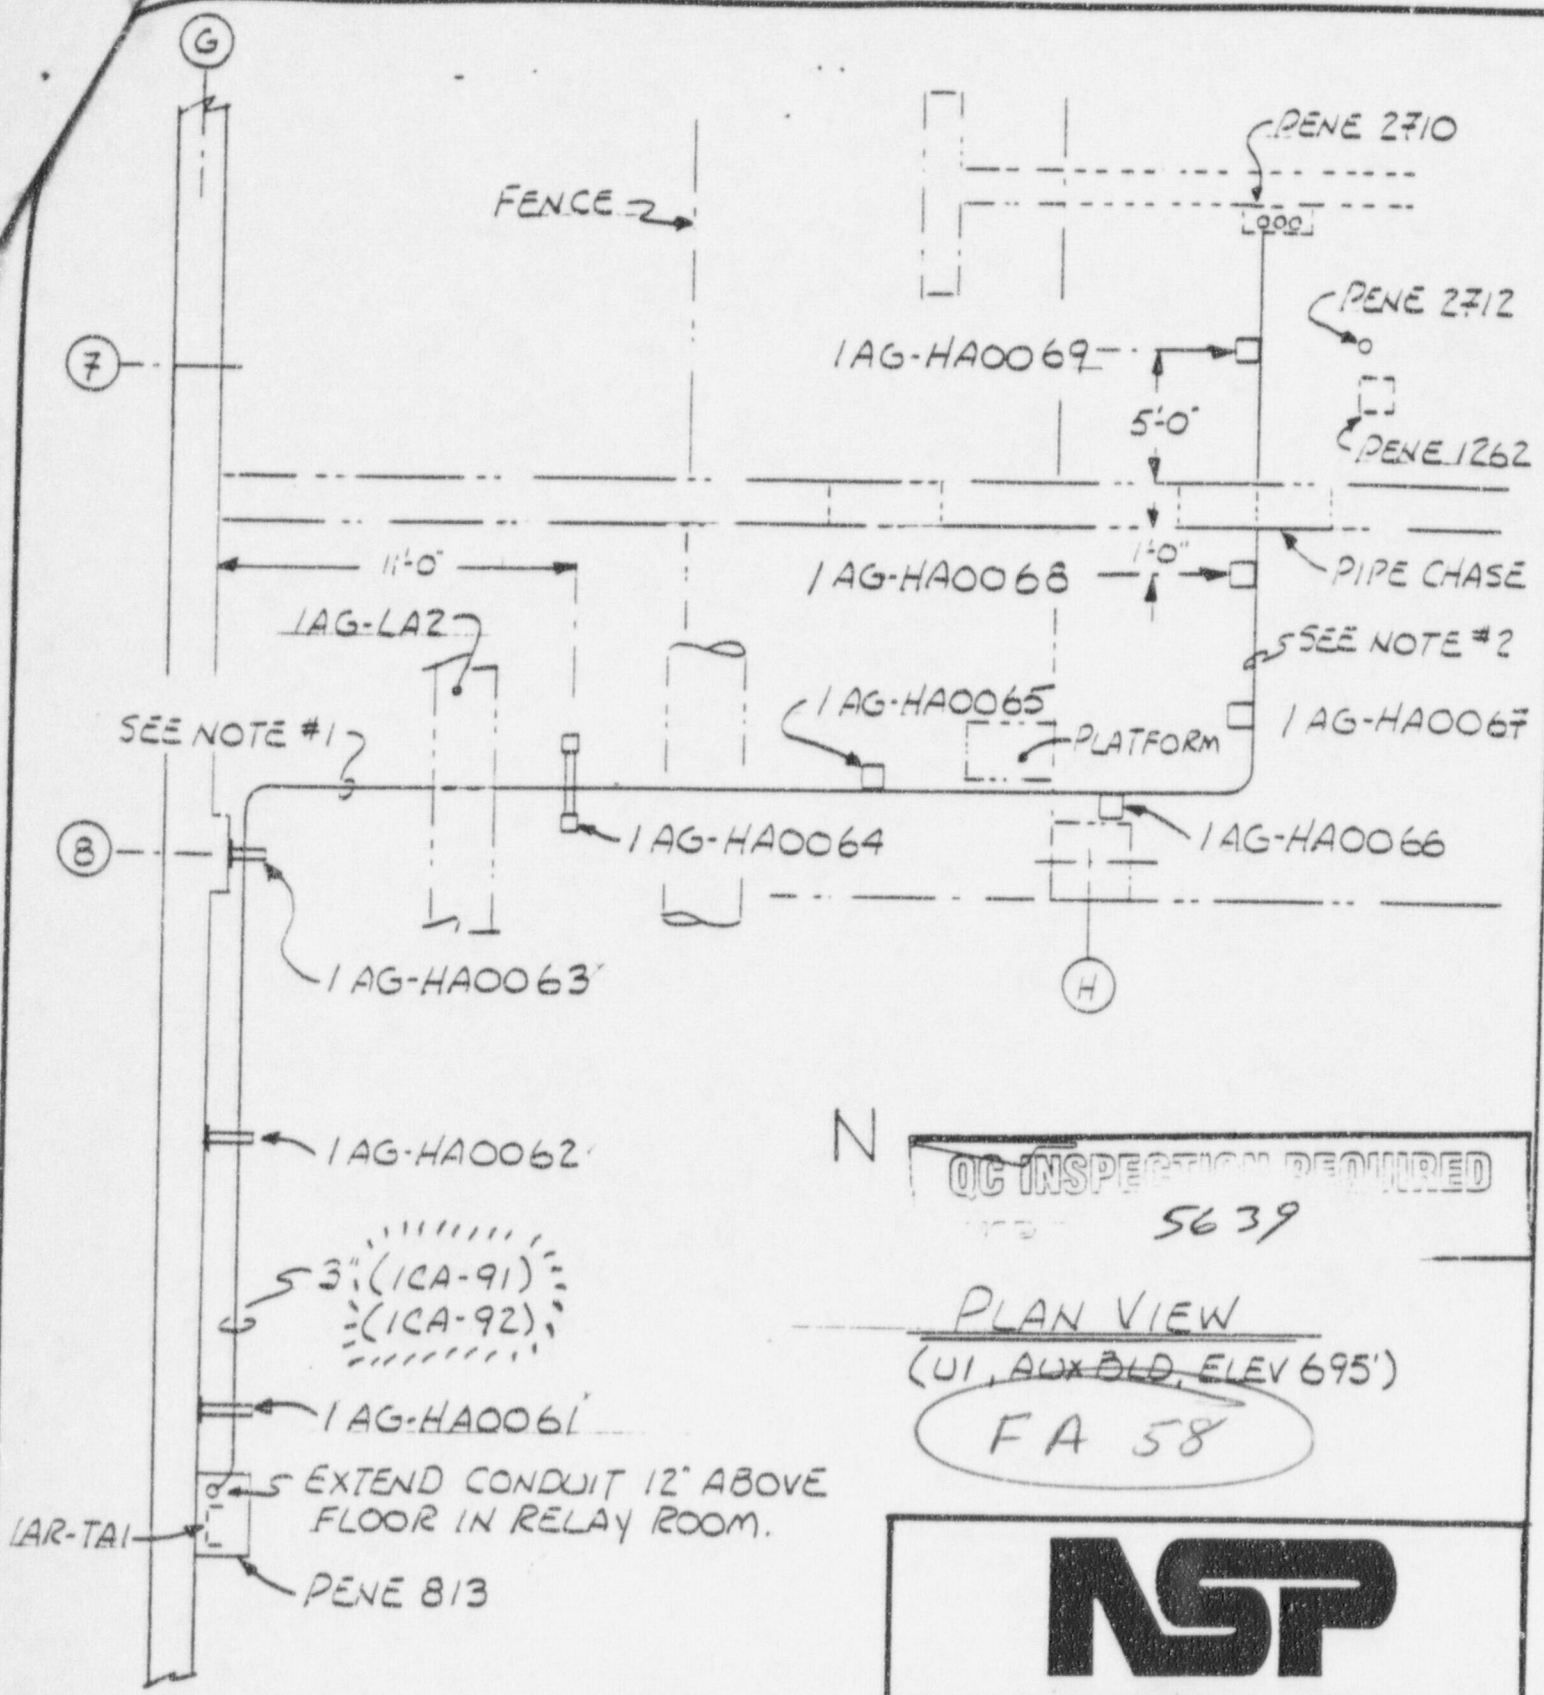 G
PENE 2710
FENCE
000
PENE 2712
1AG-HA0069
7
5'-0"
PENE 1262
11'-0"
1'-0"
1AG-HA0068
PIPE CHASE
1AG-LA2
SEE NOTE #2
1AG-HA0065
1AG-HA0067
SEE NOTE #1
PLATFORM
1AG-HA0064
1AG-HA0066
8
1AG-HA0063
H
1AG-HA0062
N
QC INSPECTION REQUIRED
5639
3" (1CA-91)
(1CA-92)
PLAN VIEW
(U1, AUX BLD, ELEV 695')
1AG-HA0061
FA 58
EXTEND CONDUIT 12" ABOVE
FLOOR IN RELAY ROOM.
1AR-TA1
PENE 813
NSP